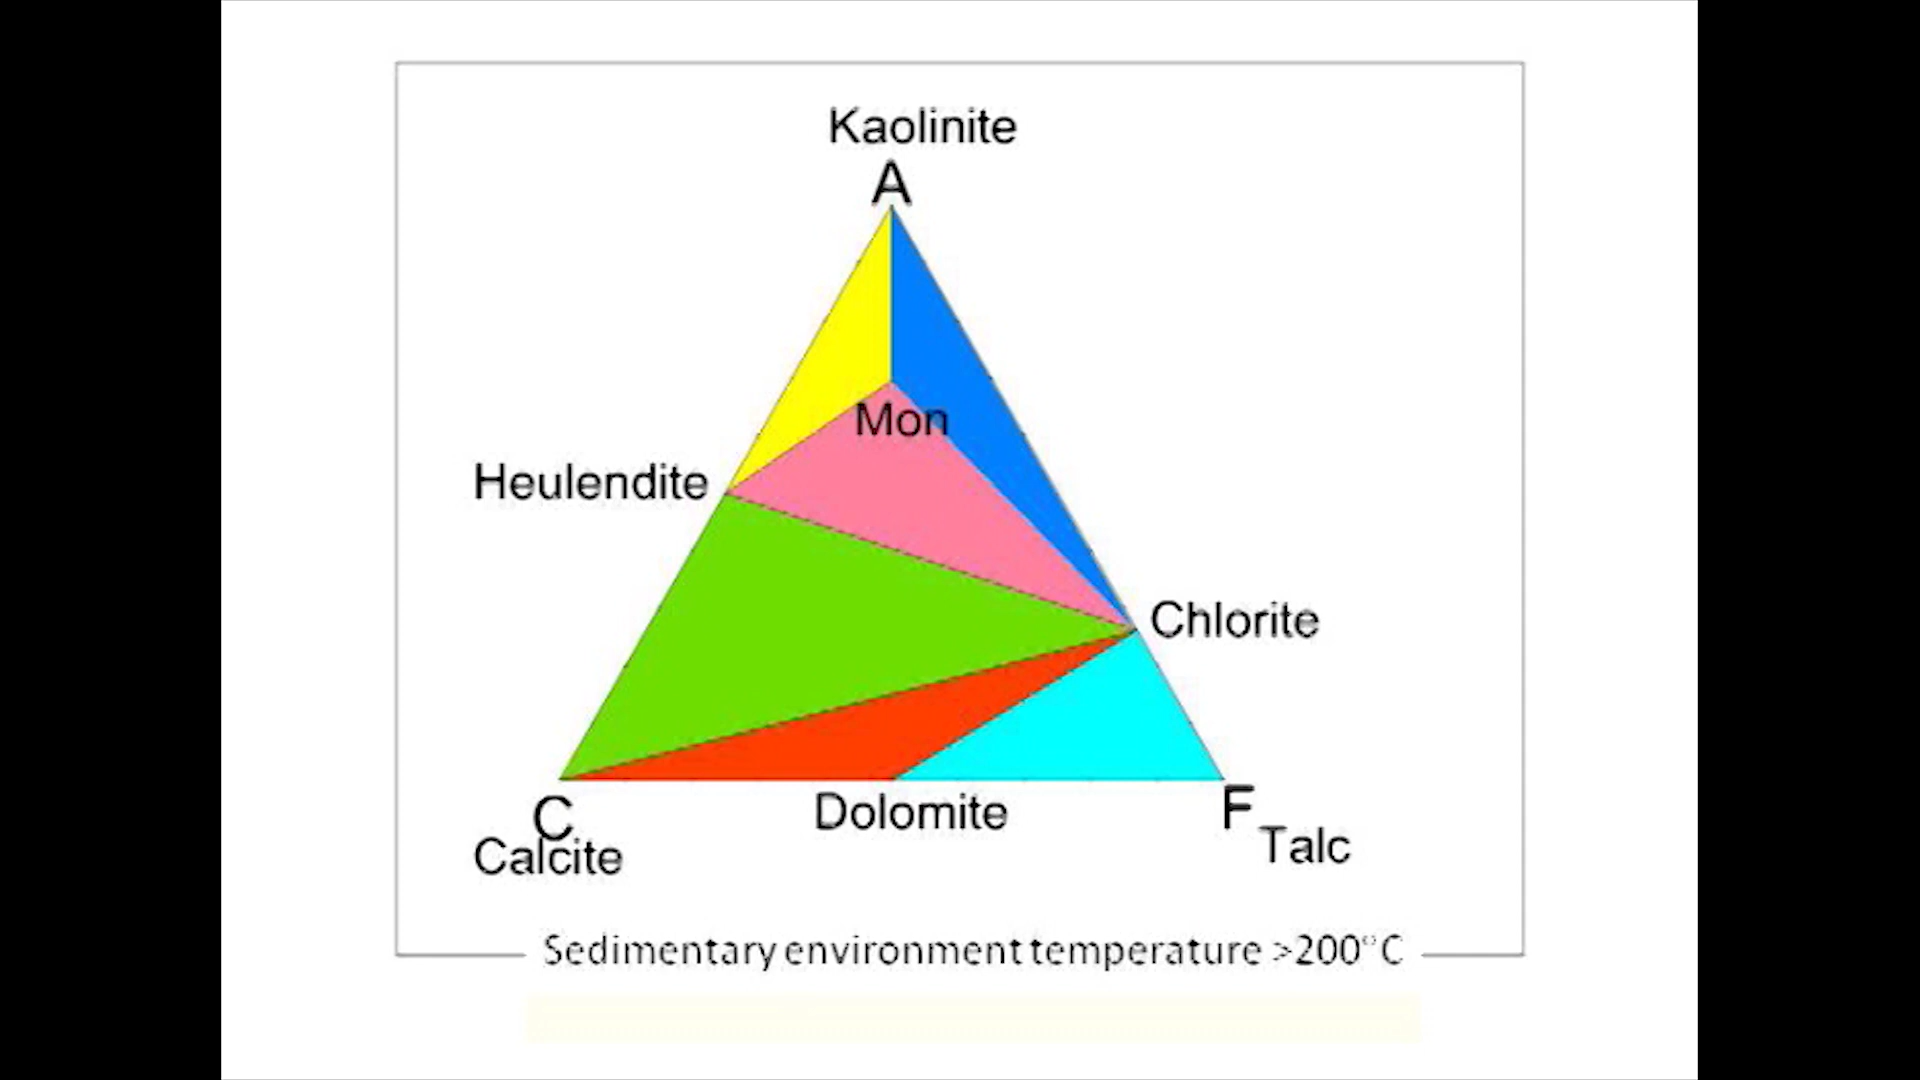 Kaolinite
A
Mon
Heulendite
Chlorite
C
Calcite
Dolomite
F
Talc
Sedimentary environment temperature >200°C